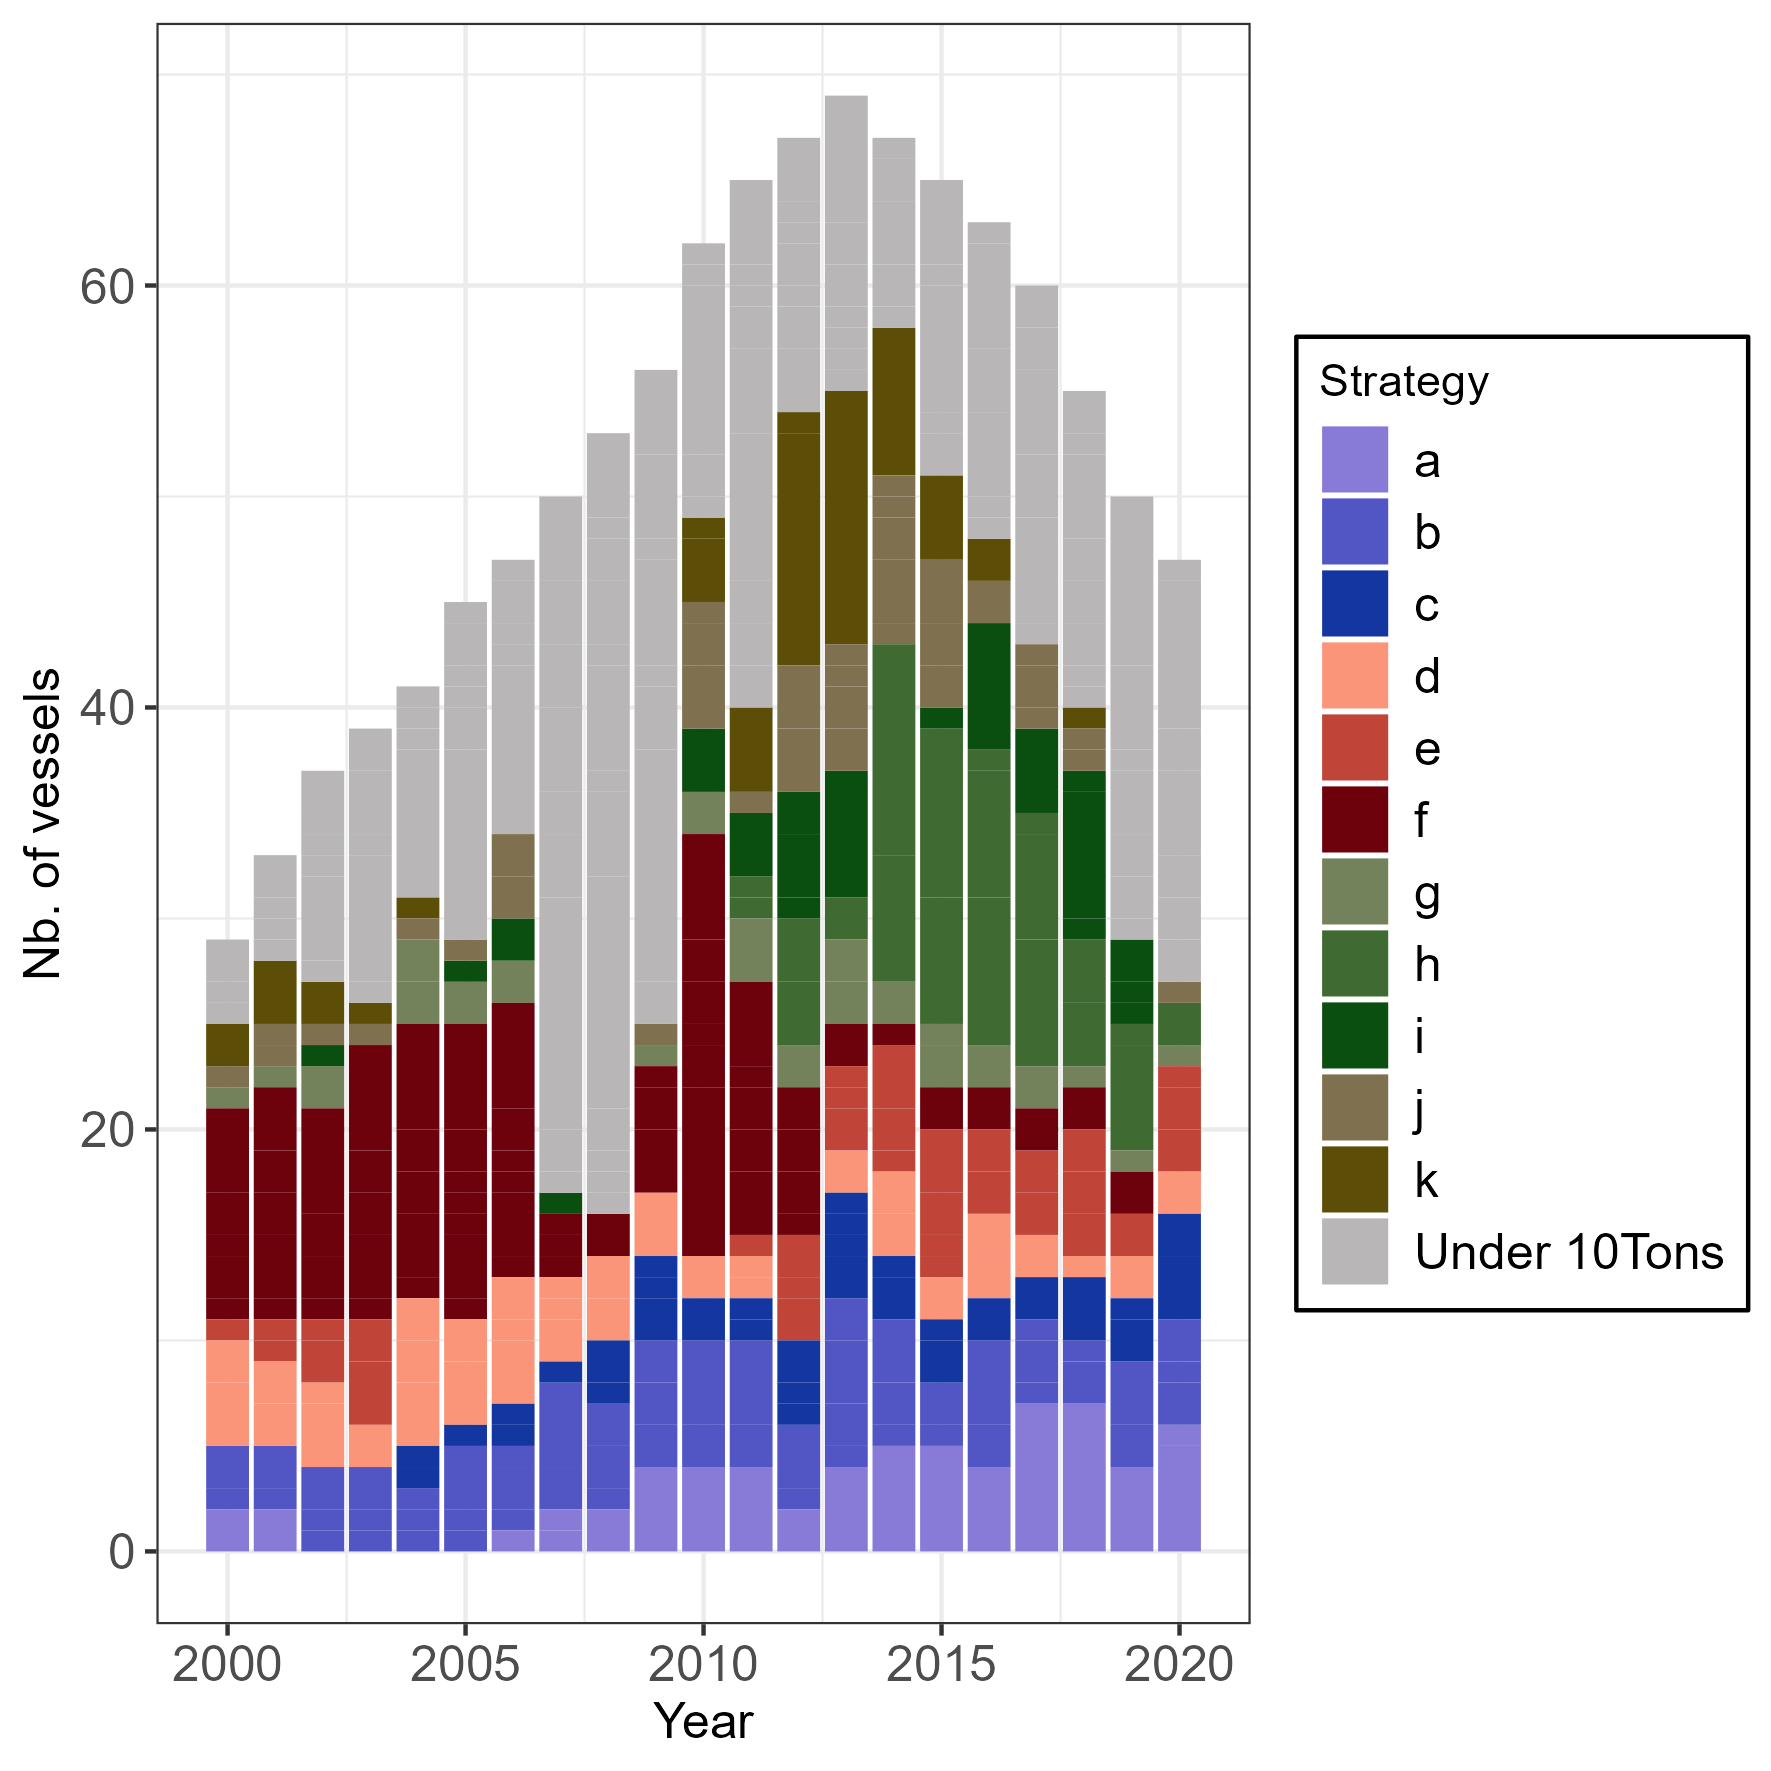 Nb. of vessels
60
40
20
0
2000 2005 2010 2015 2020
Year
Strategy
a
b
c
d
e
f
g
h
i
j
k
Under 10Tons